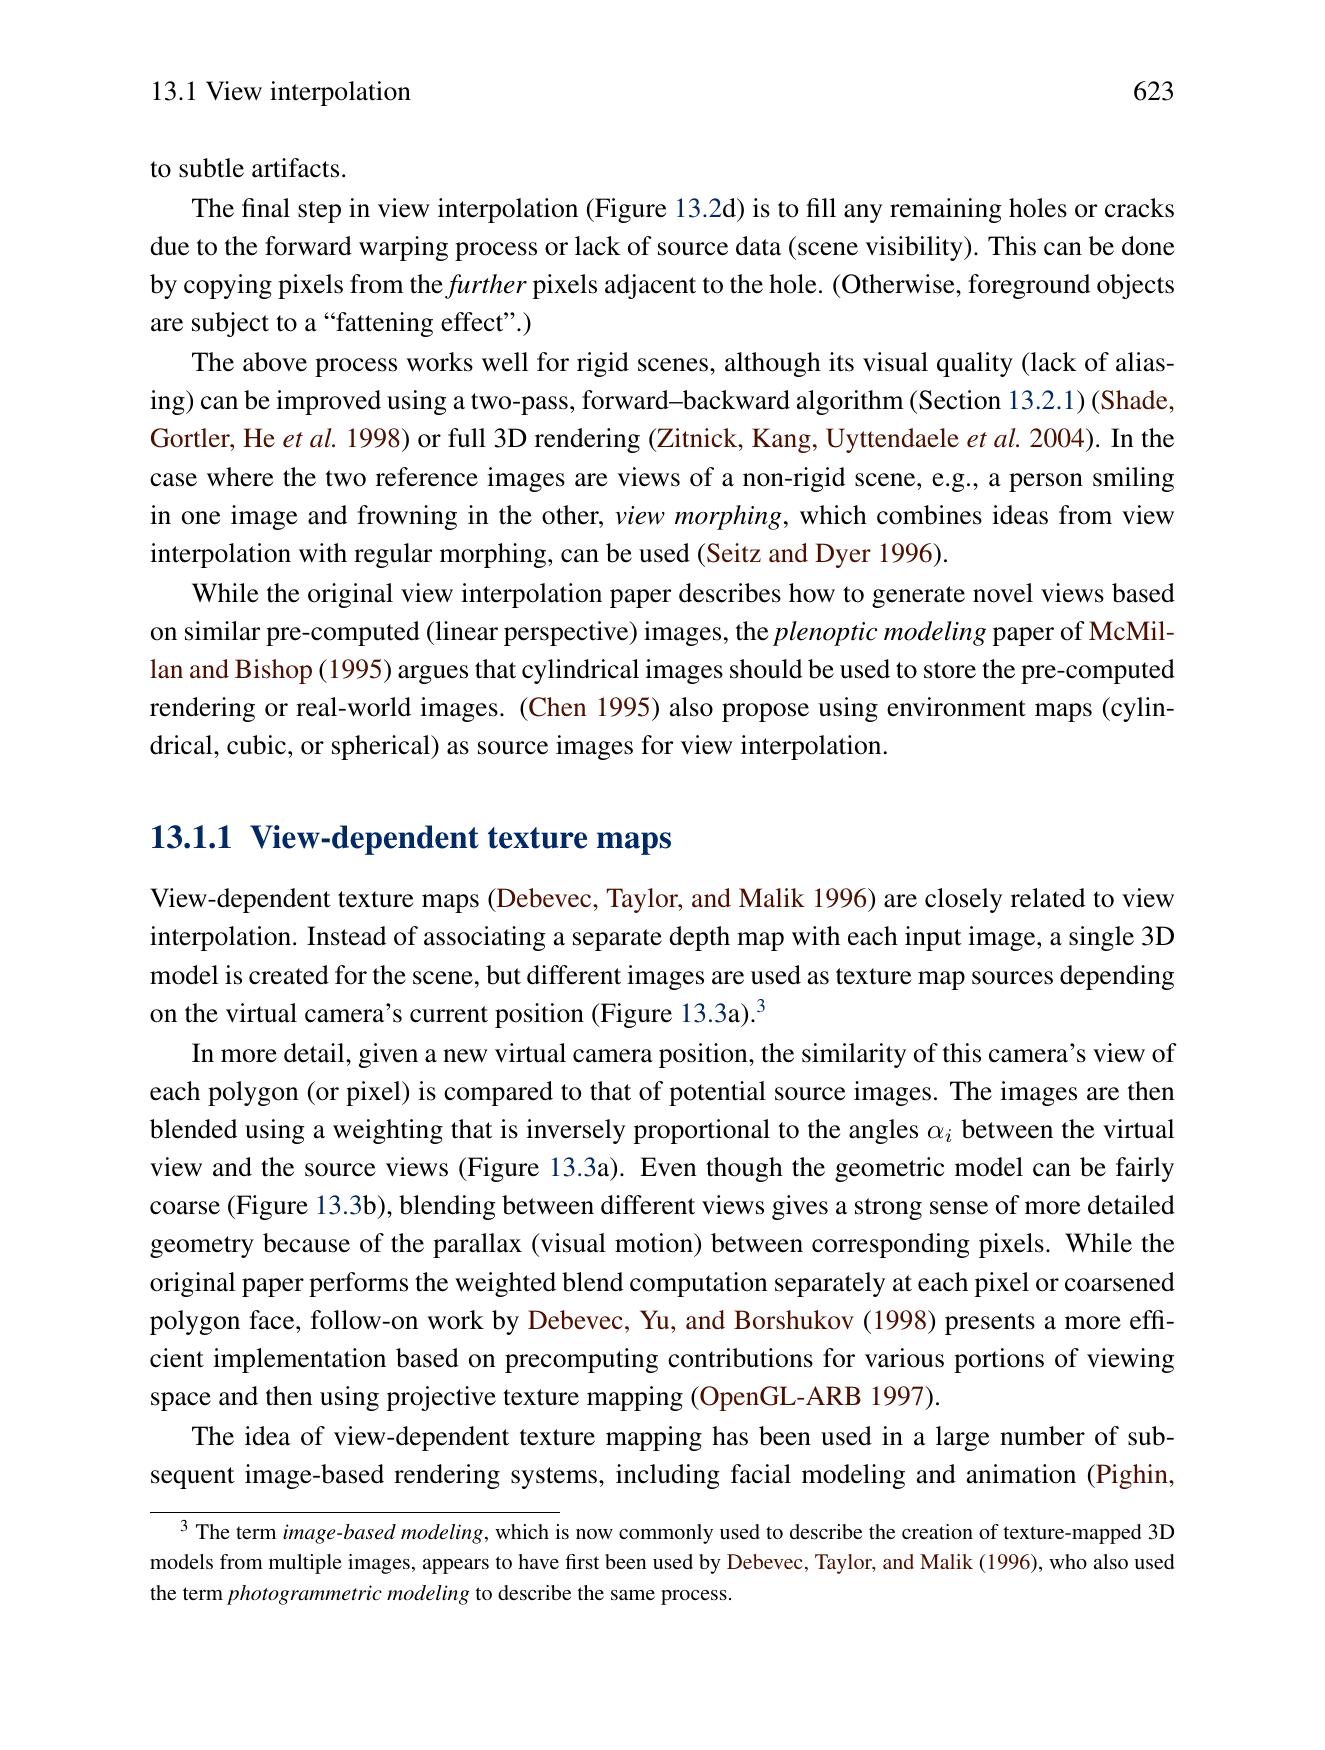 13.1 View interpolation 623
to subtle artifacts.
The final step in view interpolation (Figure 13.2d) is to fill any remaining holes or cracks
due to the forward warping process or lack of source data (scene visibility). This can be done
by copying pixels from the further pixels adjacent to the hole. (Otherwise, foreground objects
are subject to a “fattening effect”.)
The above process works well for rigid scenes, although its visual quality (lack of alias-
ing) can be improved using a two-pass, forward–backward algorithm (Section 13.2.1) (Shade,
Gortler, He et al. 1998) or full 3D rendering (Zitnick, Kang, Uyttendaele et al. 2004). In the
case where the two reference images are views of a non-rigid scene, e.g., a person smiling
in one image and frowning in the other, view morphing, which combines ideas from view
interpolation with regular morphing, can be used (Seitz and Dyer 1996).
While the original view interpolation paper describes how to generate novel views based
on similar pre-computed (linear perspective) images, the plenoptic modeling paper of McMil-
lan and Bishop (1995) argues that cylindrical images should be used to store the pre-computed
rendering or real-world images. (Chen 1995) also propose using environment maps (cylin-
drical, cubic, or spherical) as source images for view interpolation.
13.1.1 View-dependent texture maps
View-dependent texture maps (Debevec, Taylor, and Malik 1996) are closely related to view
interpolation. Instead of associating a separate depth map with each input image, a single 3D
model is created for the scene, but different images are used as texture map sources depending
on the virtual camera’s current position (Figure 13.3a).3
In more detail, given a new virtual camera position, the similarity of this camera’s view of
each polygon (or pixel) is compared to that of potential source images. The images are then
blended using a weighting that is inversely proportional to the angles αi between the virtual
view and the source views (Figure 13.3a). Even though the geometric model can be fairly
coarse (Figure 13.3b), blending between different views gives a strong sense of more detailed
geometry because of the parallax (visual motion) between corresponding pixels. While the
original paper performs the weighted blend computation separately at each pixel or coarsened
polygon face, follow-on work by Debevec, Yu, and Borshukov (1998) presents a more effi-
cient implementation based on precomputing contributions for various portions of viewing
space and then using projective texture mapping (OpenGL-ARB 1997).
The idea of view-dependent texture mapping has been used in a large number of sub-
sequent image-based rendering systems, including facial modeling and animation (Pighin,
3 The term image-based modeling, which is now commonly used to describe the creation of texture-mapped 3D
models from multiple images, appears to have first been used by Debevec, Taylor, and Malik (1996), who also used
the term photogrammetric modeling to describe the same process.